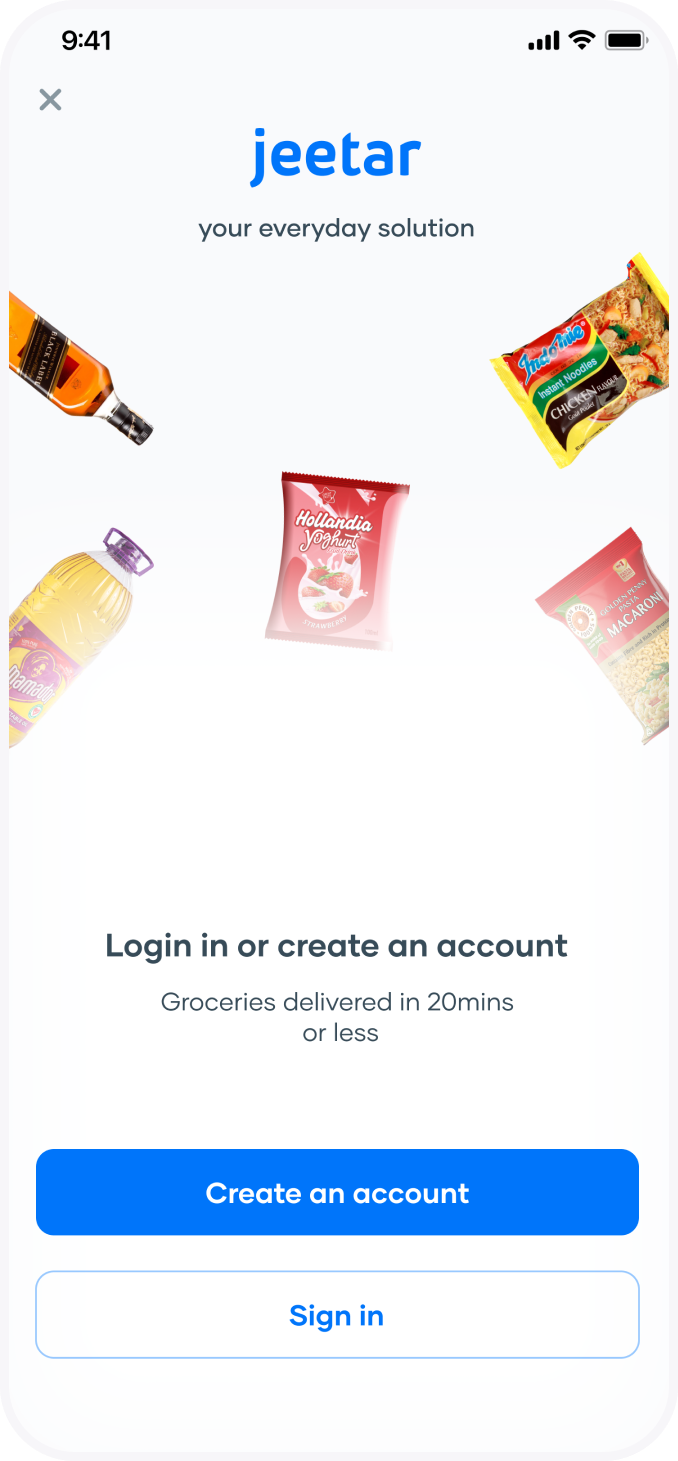 9:41
jeetar
your everyday solution
BLACK LABEL
Indomie
Instant Noodles
CHICKEN FLAVOUR
Hollandia
Yoghurt
STRAWBERRY
GOLDEN PENNY
PASTA
MACARONI
mamador
Login in or create an account
Groceries delivered in 20mins
or less
Create an account
Sign in